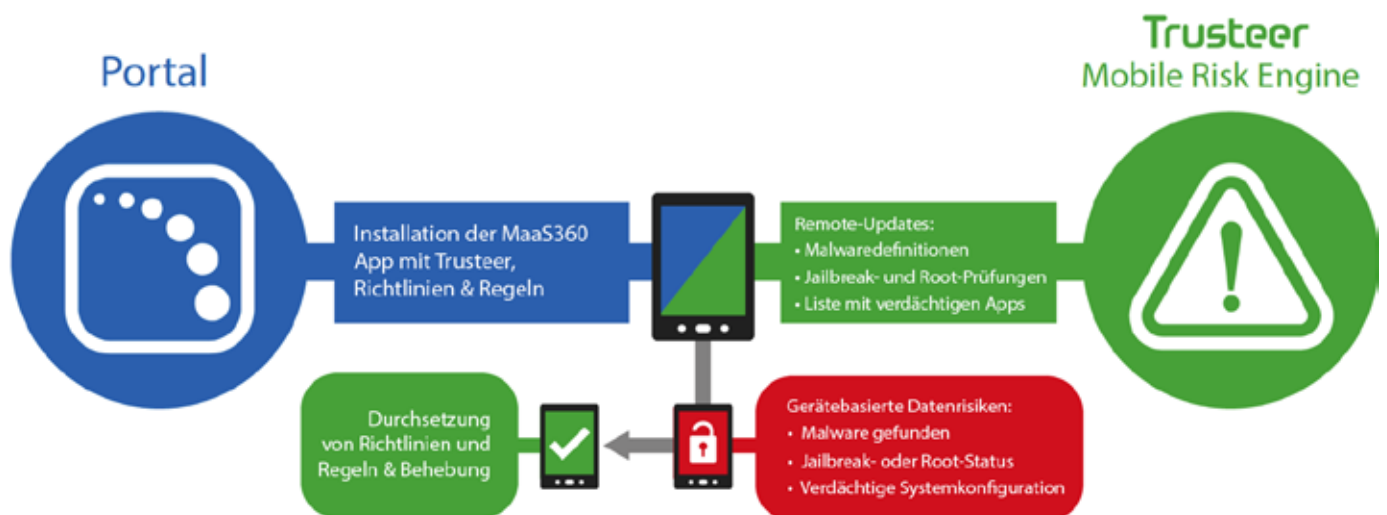 Portal
Trusteer
Mobile Risk Engine
Installation der MaaS360
App mit Trusteer,
Richtlinien & Regeln
Remote-Updates:
• Malwaredefinitionen
• Jailbreak- und Root-Prüfungen
• Liste mit verdächtigen Apps
Durchsetzung
von Richtlinien und
Regeln & Behebung
Gerätebasierte Datenrisiken:
• Malware gefunden
• Jailbreak- oder Root-Status
• Verdächtige Systemkonfiguration